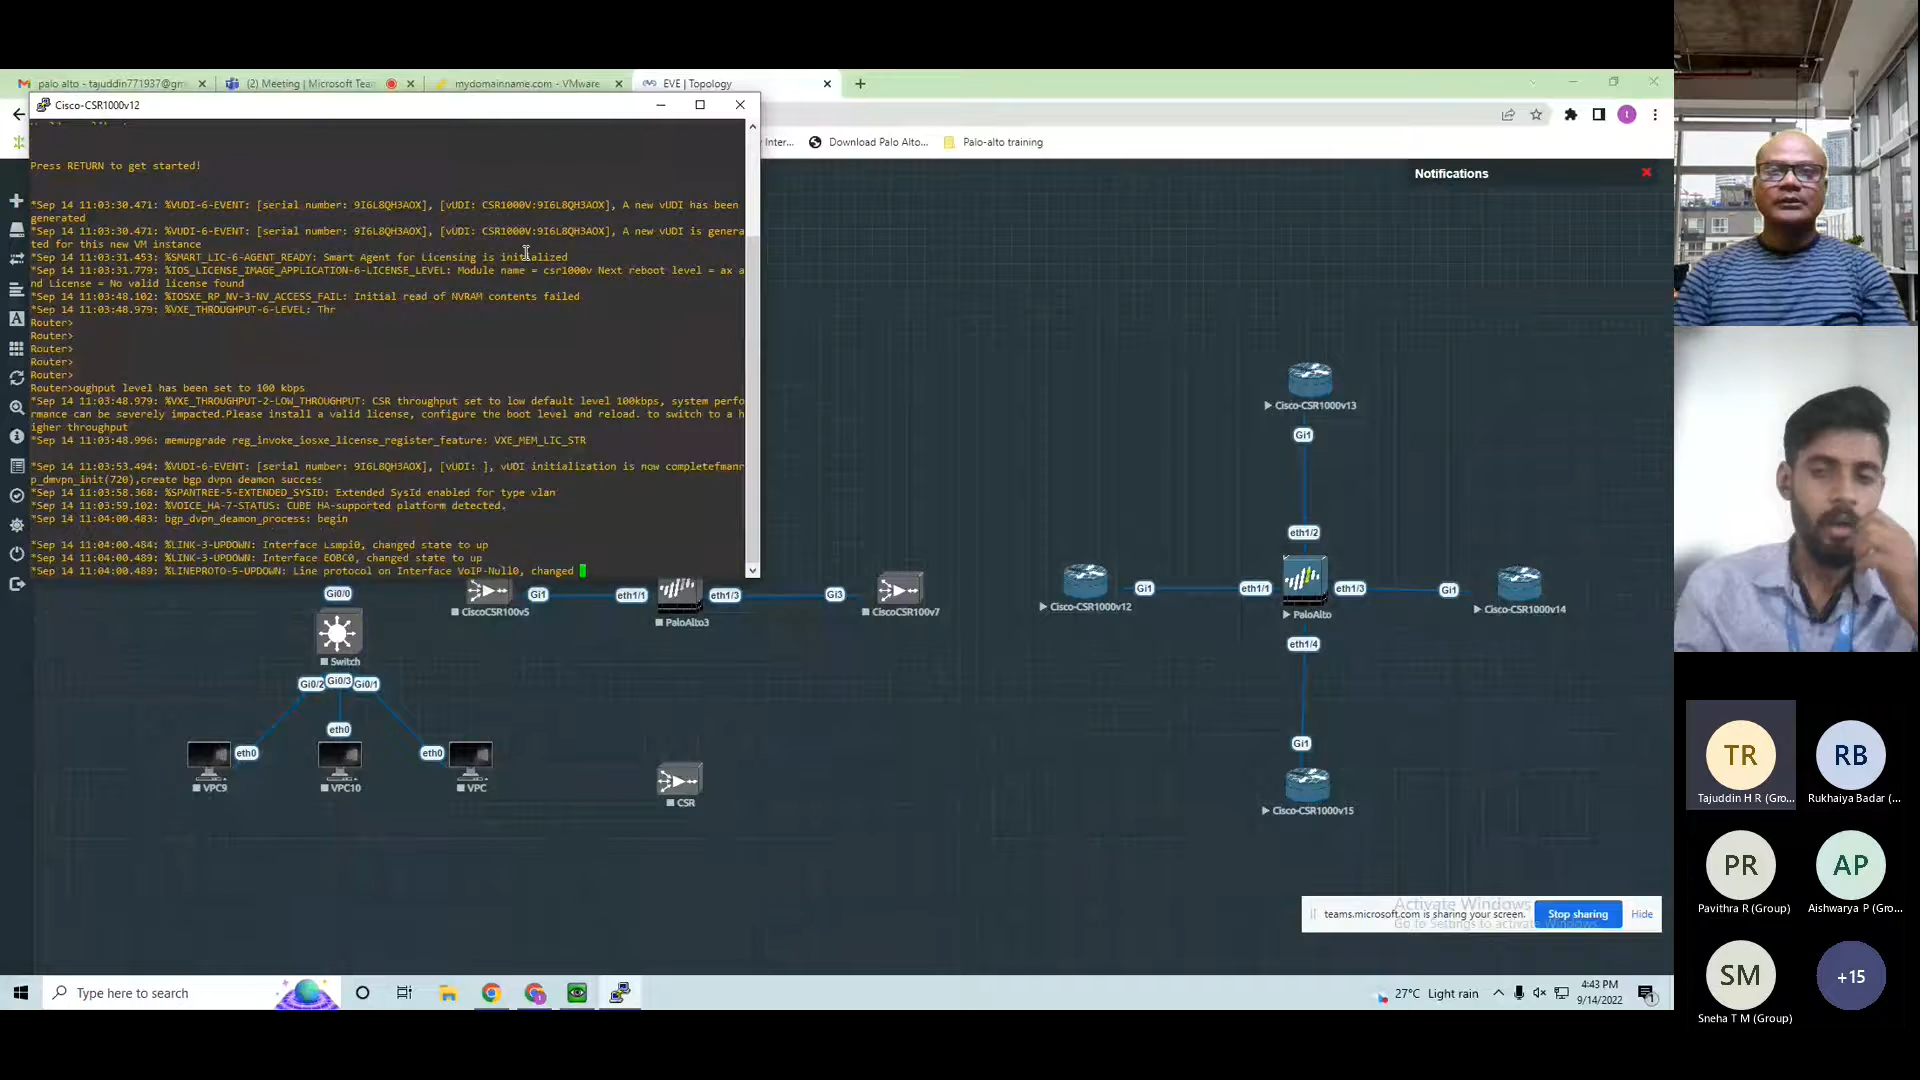 palo alto - tajuddin771937@gm
(2) Meeting | Microsoft Tea
mydomainname.com - VMware
EVE | Topology
Cisco-CSR1000v12
Inter...
Download Palo Alto...
Palo-alto training
Notifications
Press RETURN to get started!
*Sep 14 11:03:30.471: %VUDI-6-EVENT: [serial number: 9I6L8QH3AOX], [vUDI: CSR1000V:9I6L8QH3AOX], A new vUDI has been
generated
*Sep 14 11:03:30.471: %VUDI-6-EVENT: [serial number: 9I6L8QH3AOX], [vUDI: CSR1000V:9I6L8QH3AOX], A new vUDI is genera
ted for this new VM instance
*Sep 14 11:03:31.453: %SMART_LIC-6-AGENT_READY: Smart Agent for Licensing is initialized
*Sep 14 11:03:31.779: %IOS_LICENSE_IMAGE_APPLICATION-6-LICENSE_LEVEL: Module name = csr1000v Next reboot level = ax a
nd License = No valid license found
*Sep 14 11:03:48.102: %IOSXE_RP_NV-3-NV_ACCESS_FAIL: Initial read of NVRAM contents failed
*Sep 14 11:03:48.979: %VXE_THROUGHPUT-6-LEVEL: Thr
Router>
Router>
Router>
Router>
Router>
Router>oughput level has been set to 100 kbps
*Sep 14 11:03:48.979: %VXE_THROUGHPUT-2-LOW_THROUGHPUT: CSR throughput set to low default level 100kbps, system perfo
rmance can be severely impacted.Please install a valid license, configure the boot level and reload. to switch to a h
igher throughput
*Sep 14 11:03:48.996: memupgrade reg_invoke_iosxe_license_register_feature: VXE_MEM_LIC_STR
*Sep 14 11:03:53.494: %VUDI-6-EVENT: [serial number: 9I6L8QH3AOX], [vUDI: ], vUDI initialization is now completefmanr
p_dmvpn_init(720),create bgp dvpn deamon success
*Sep 14 11:03:58.368: %SPANTREE-5-EXTENDED_SYSID: Extended SysId enabled for type vlan
*Sep 14 11:03:59.102: %VOICE_HA-7-STATUS: CUBE HA-supported platform detected.
*Sep 14 11:04:00.483: bgp_dvpn_deamon_process: begin
*Sep 14 11:04:00.484: %LINK-3-UPDOWN: Interface Lsmpi0, changed state to up
*Sep 14 11:04:00.489: %LINK-3-UPDOWN: Interface EOBC0, changed state to up
*Sep 14 11:04:00.489: %LINEPROTO-5-UPDOWN: Line protocol on Interface VoIP-Null0, changed
Cisco-CSR1000v13
Gi1
eth1/2
Gi0/0
Gi1
eth1/1
eth1/3
Gi3
CiscoCSR100v5
PaloAlto3
CiscoCSR100v7
Gi1
eth1/1
eth1/3
Gi1
Cisco-CSR1000v12
PaloAlto
Cisco-CSR1000v14
eth1/4
Switch
Gi0/2
Gi0/3
Gi0/1
eth0
eth0
eth0
VPC9
VPC10
VPC
CSR
Gi1
Cisco-CSR1000v15
teams.microsoft.com is sharing your screen.
Stop sharing
Hide
Activate Windows
Go to Settings to activate Windows.
Type here to search
27°C Light rain
4:43 PM
9/14/2022
1
TR
Tajuddin H R (Gro...
RB
Rukhaiya Badar (...
PR
Pavithra R (Group)
AP
Aishwarya P (Gro...
SM
Sneha T M (Group)
+15